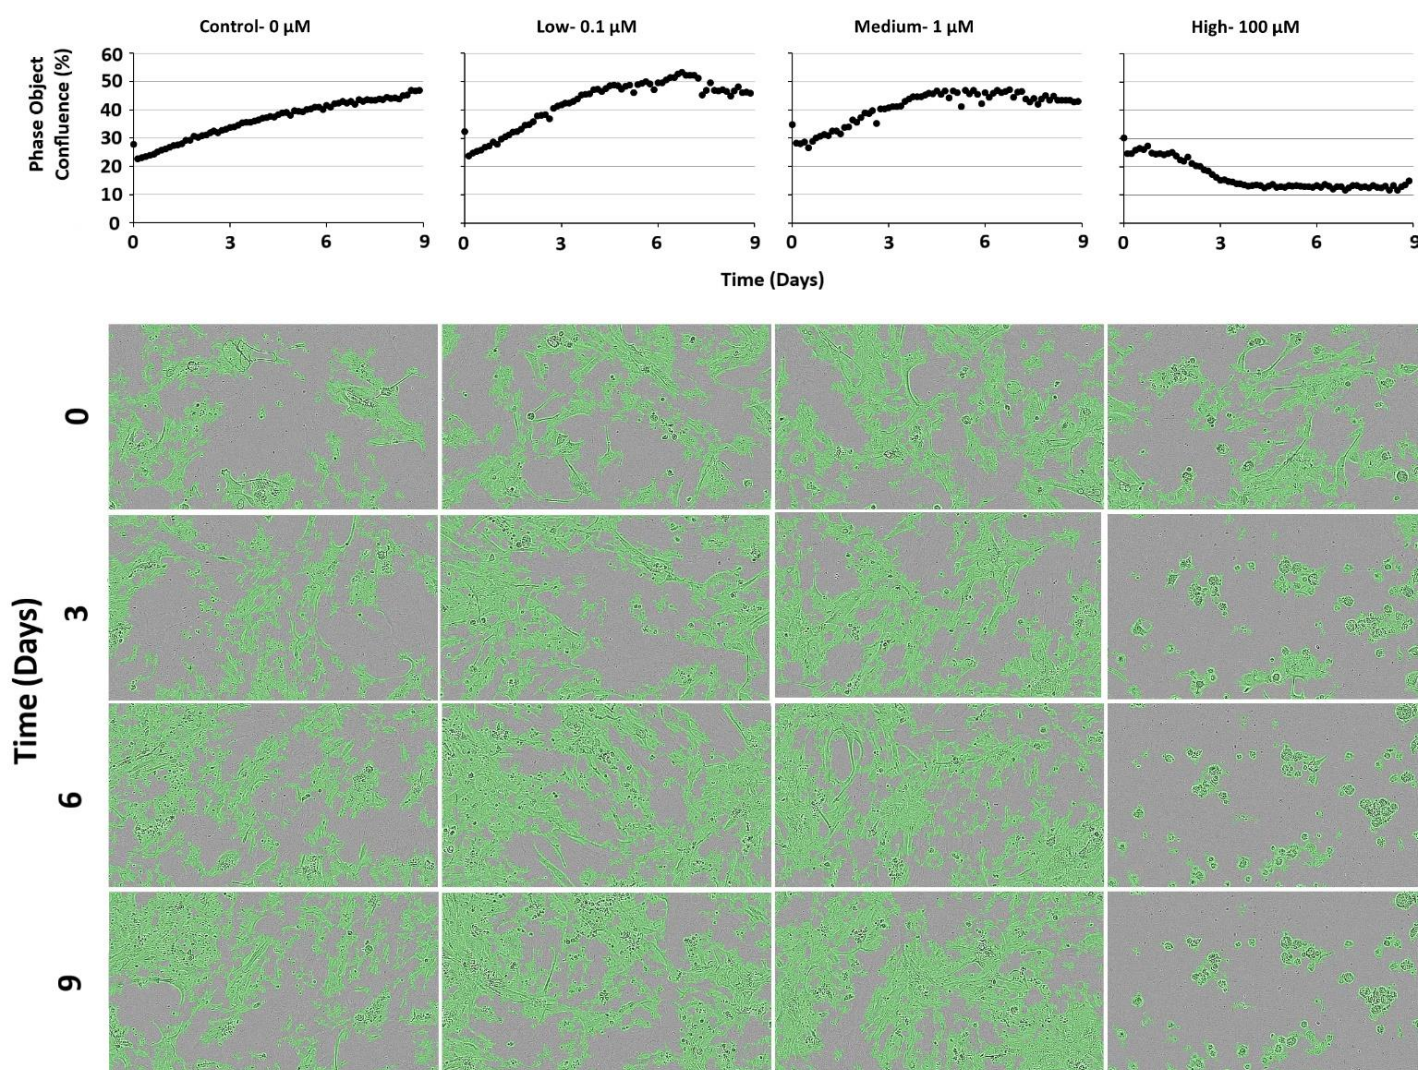 Control- 0 µM Low- 0.1 µM Medium- 1 µM High- 100 µM
Phase Object
Confluence (%)
60
50
40
30
20
10
0
0 3 6 9 0 3 6 9 0 3 6 9 0 3 6 9
Time (Days)
Time (Days)
0
3
6
9